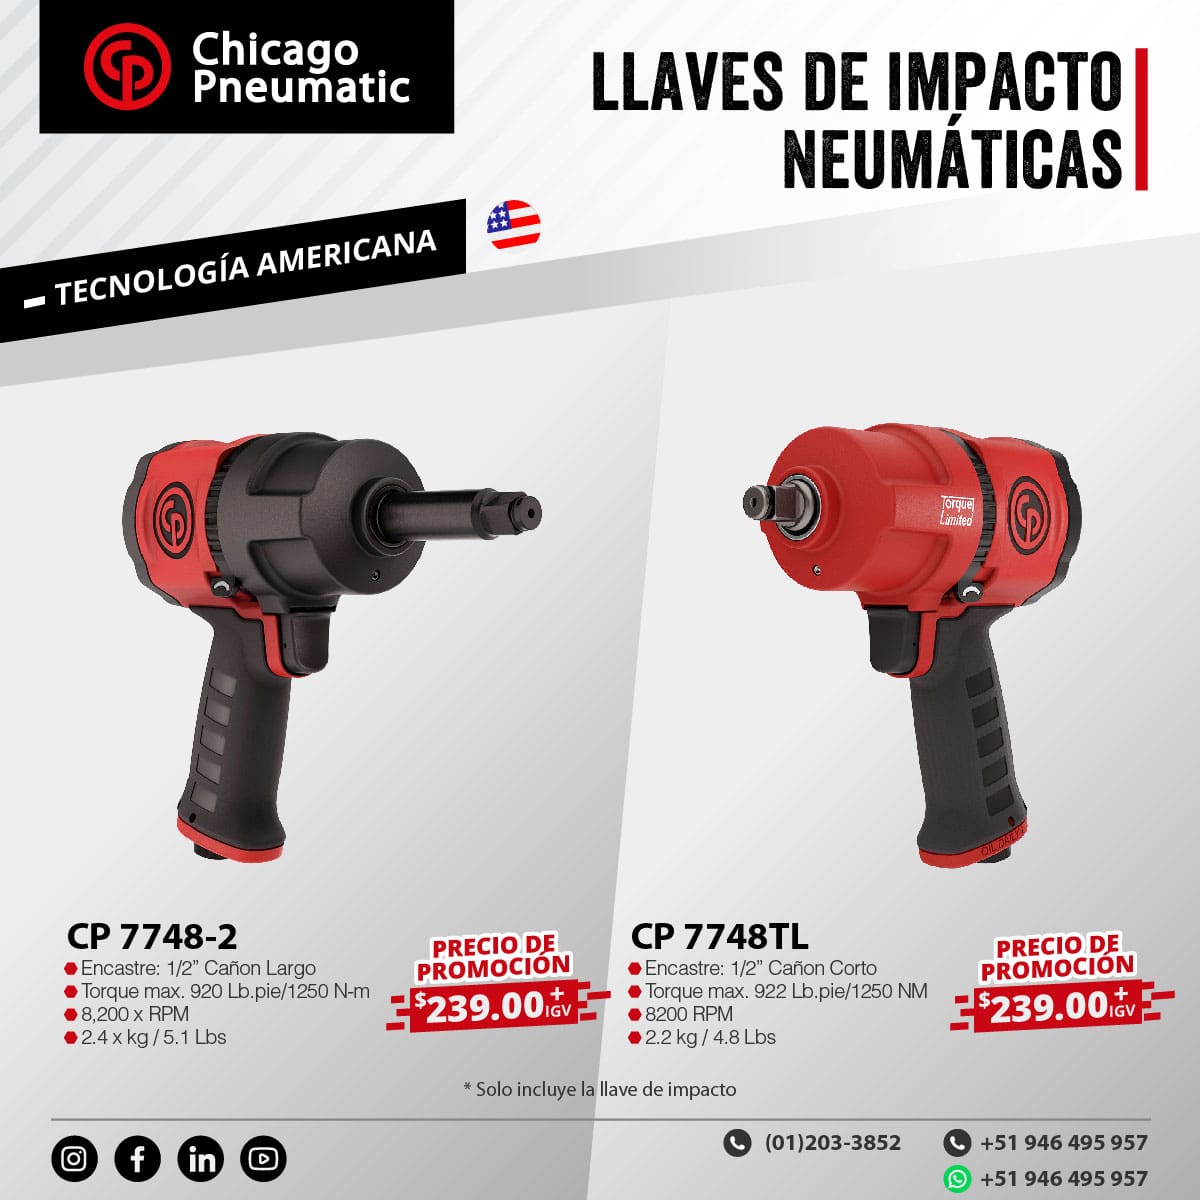 Chicago
Pneumatic
LLAVES DE IMPACTO
NEUMÁTICAS
TECNOLOGÍA AMERICANA
CP
CP
Torque
Limited
OIL DAILY
CP 7748-2
Encastre: 1/2” Cañon Largo
Torque max. 920 Lb.pie/1250 N-m
8,200 x RPM
2.4 x kg / 5.1 Lbs
PRECIO DE
PROMOCIÓN
$239.00+IGV
CP 7748TL
Encastre: 1/2” Cañon Corto
Torque max. 922 Lb.pie/1250 NM
8200 RPM
2.2 kg / 4.8 Lbs
PRECIO DE
PROMOCIÓN
$239.00+IGV
* Solo incluye la llave de impacto
(01)203-3852
+51 946 495 957
+51 946 495 957